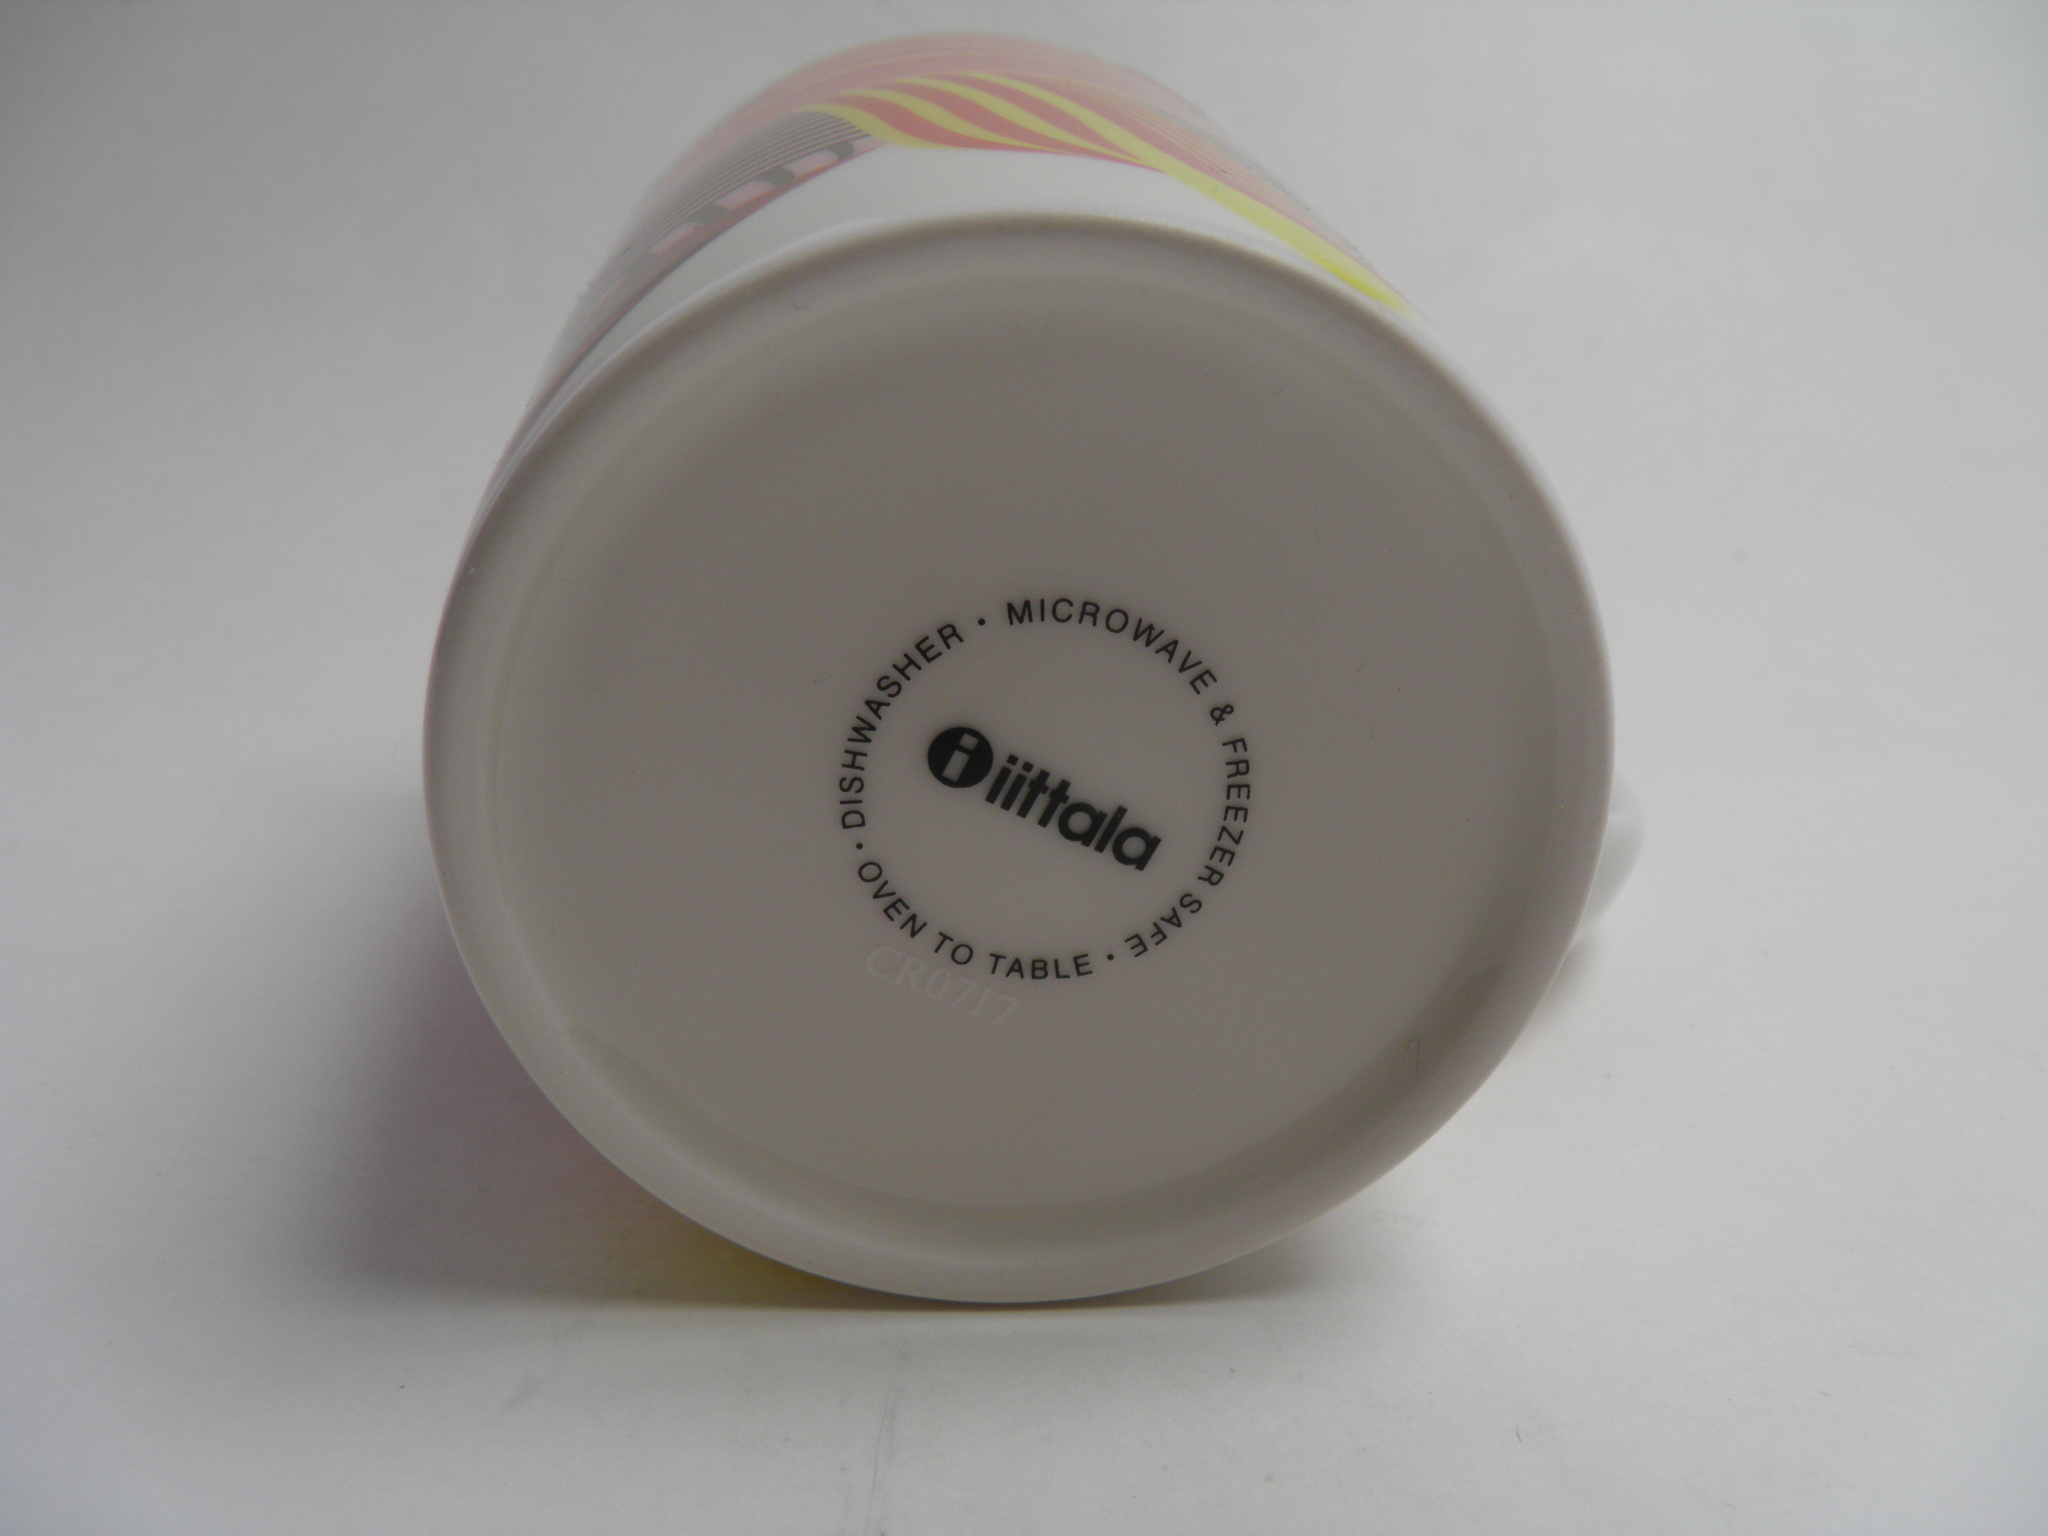 DISHWASHER • MICROWAVE & FREEZER SAFE • OVEN TO TABLE •
i iittala
CR0717